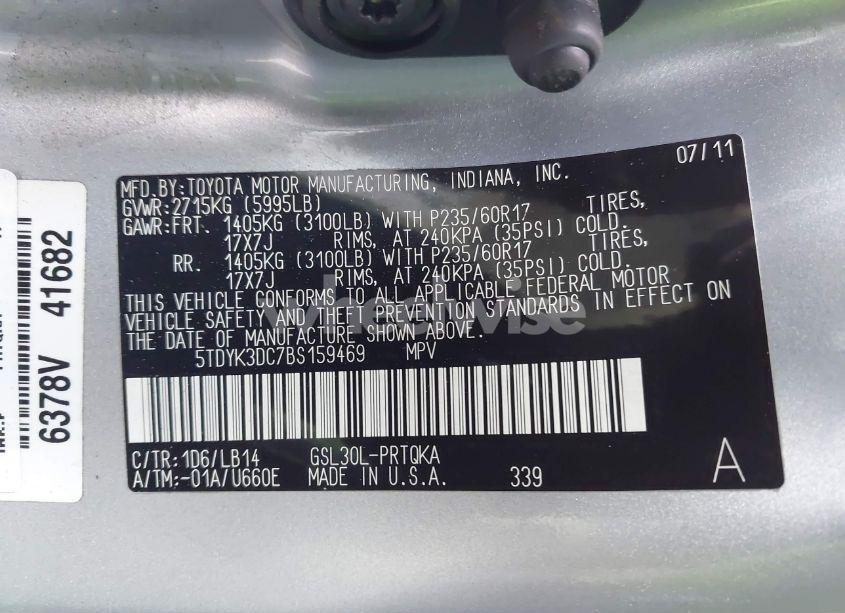 07/11
MFD.BY:TOYOTA MOTOR MANUFACTURING, INDIANA, INC.
GVWR:2715KG (5995LB)
GAWR:FRT. 1405KG (3100LB) WITH P235/60R17 TIRES,
17X7J RIMS, AT 240KPA (35PSI) COLD.
RR. 1405KG (3100LB) WITH P235/60R17 TIRES,
17X7J RIMS, AT 240KPA (35PSI) COLD.
THIS VEHICLE CONFORMS TO ALL APPLICABLE FEDERAL MOTOR
VEHICLE SAFETY AND THEFT PREVENTION STANDARDS IN EFFECT ON
THE DATE OF MANUFACTURE SHOWN ABOVE.
5TDYK3DC7BS159469 MPV
C/TR:1D6/LB14 GSL30L-PRTQKA
A/TM:-01A/U660E MADE IN U.S.A. 339 A
6378V 41682
wheelwise